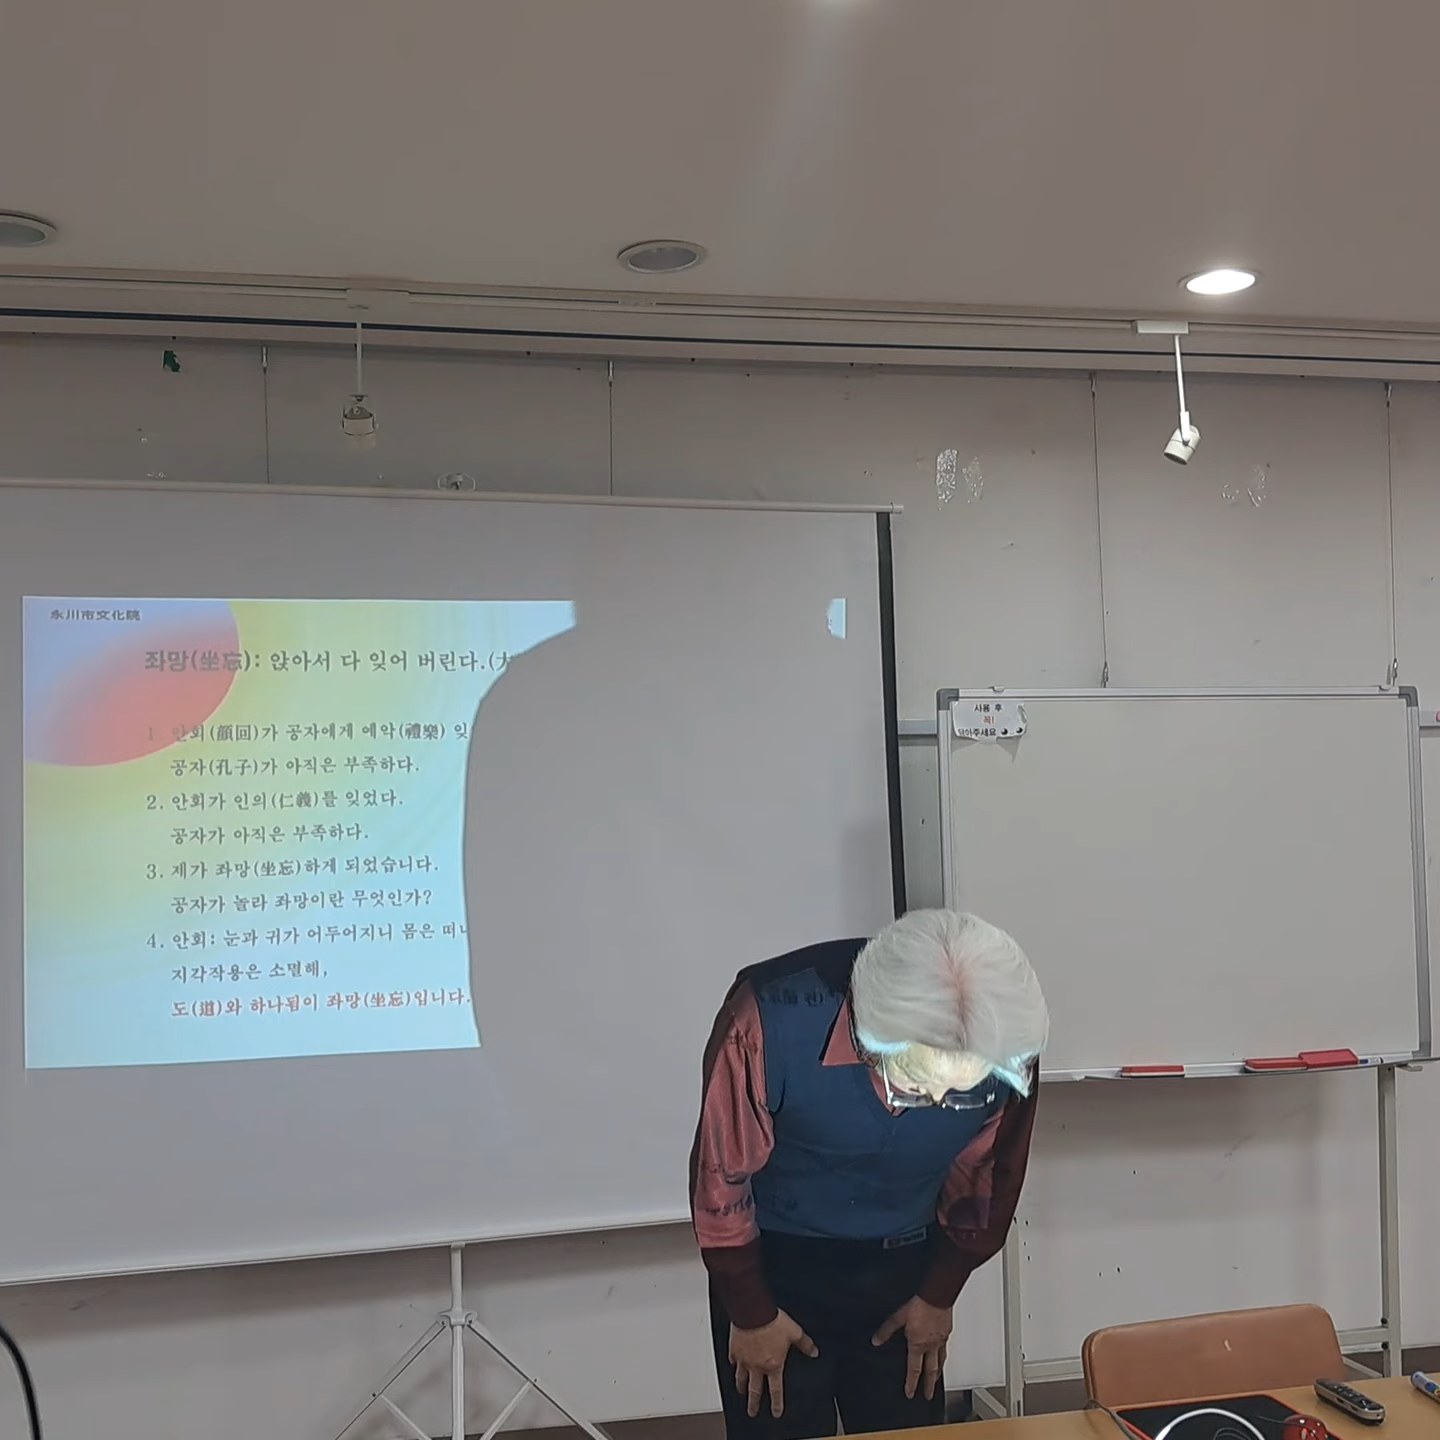 永川市文化院
좌망(坐忘): 앉아서 다 잊어 버린다.(大
1. 안회(顔回)가 공자에게 예악(禮樂) 잊
공자(孔子)가 아직은 부족하다.
2. 안회가 인의(仁義)를 잊었다.
공자가 아직은 부족하다.
3. 제가 좌망(坐忘)하게 되었습니다.
공자가 놀라 좌망이란 무엇인가?
4. 안회: 눈과 귀가 어두어지니 몸은 떠나
지각작용은 소멸해,
도(道)와 하나됨이 좌망(坐忘)입니다.
사용 후
꼭!
닦아주세요